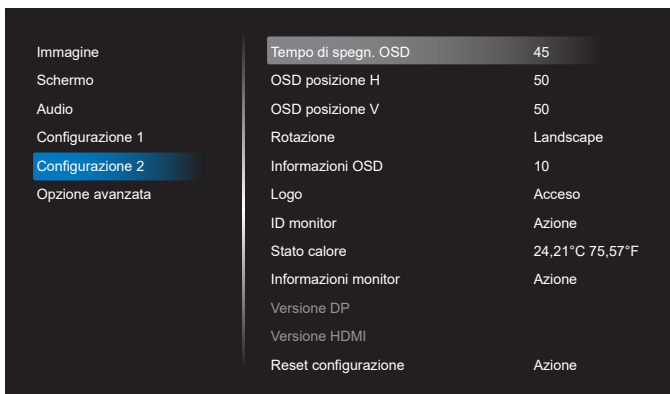 Immagine
Schermo
Audio
Configurazione 1
Configurazione 2
Opzione avanzata
Tempo di spegn. OSD 45
OSD posizione H 50
OSD posizione V 50
Rotazione Landscape
Informazioni OSD 10
Logo Acceso
ID monitor Azione
Stato calore 24,21°C 75,57°F
Informazioni monitor Azione
Versione DP
Versione HDMI
Reset configurazione Azione